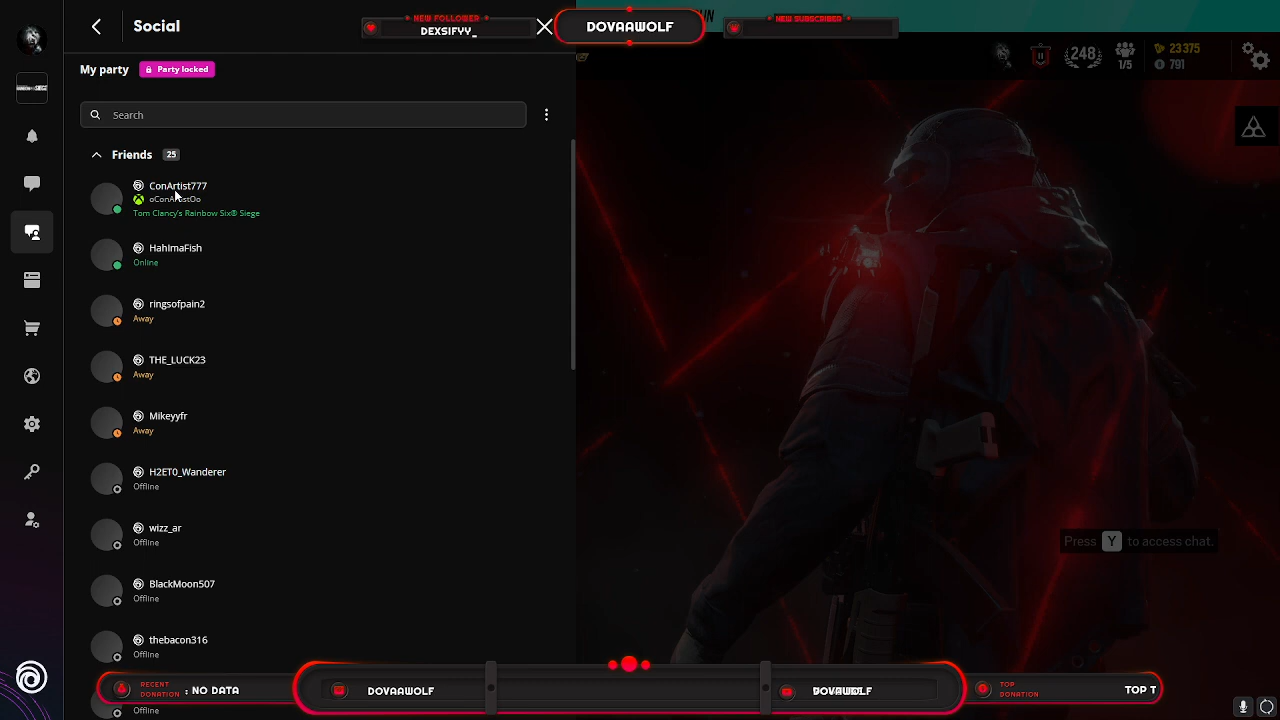 Social
NEW FOLLOWER
DEXSIFYY_
DOVAAWOLF
NEW SUBSCRIBER
My party
Party locked
248
1/5
23 375
791
Search
Friends 25
ConArtist777
Tom Clancy's Rainbow Six® Siege
HahImaFish
Online
ringsofpain2
Away
THE_LUCK23
Away
Mikeyyfr
Away
H2ET0_Wanderer
Offline
wizz_ar
Offline
Press Y to access chat.
BlackMoon507
Offline
thebacon316
Offline
RECENT
DONATION : NO DATA
DOVAAWOLF
TOP
DONATION
TOP T
Offline